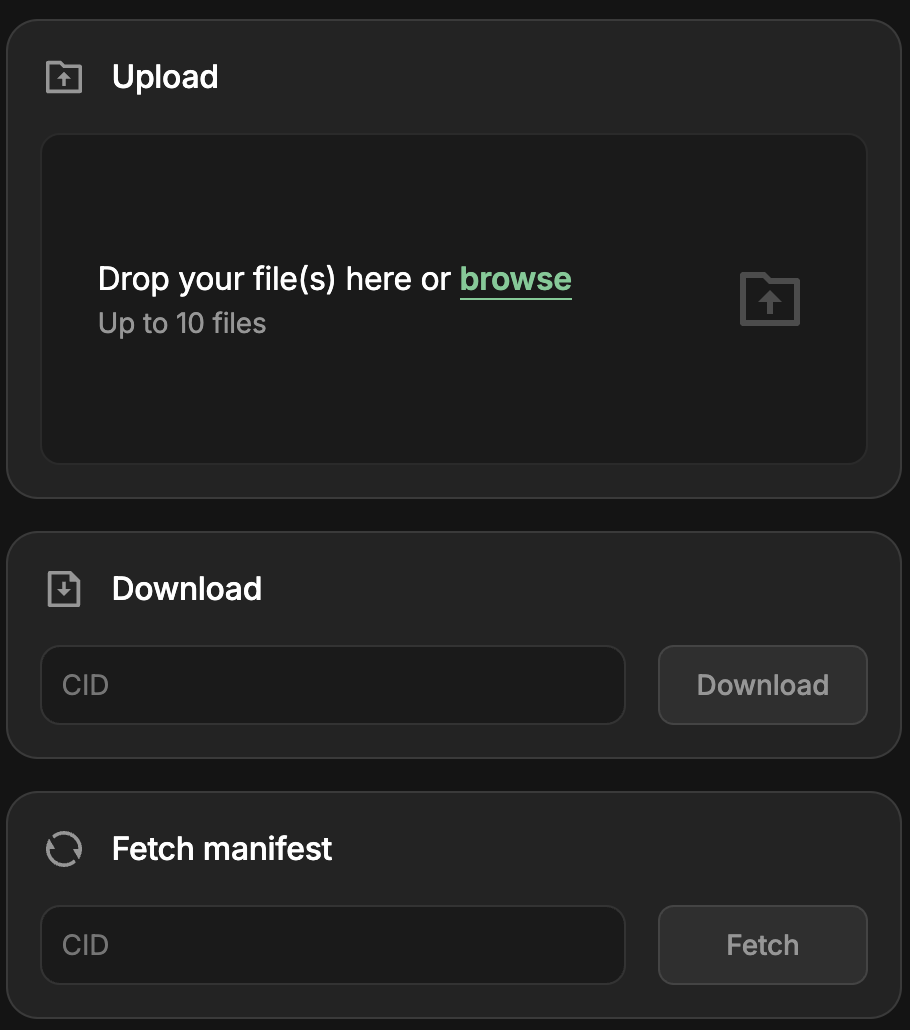 Upload
Drop your file(s) here or browse
Up to 10 files
Download
CID
Download
Fetch manifest
CID
Fetch